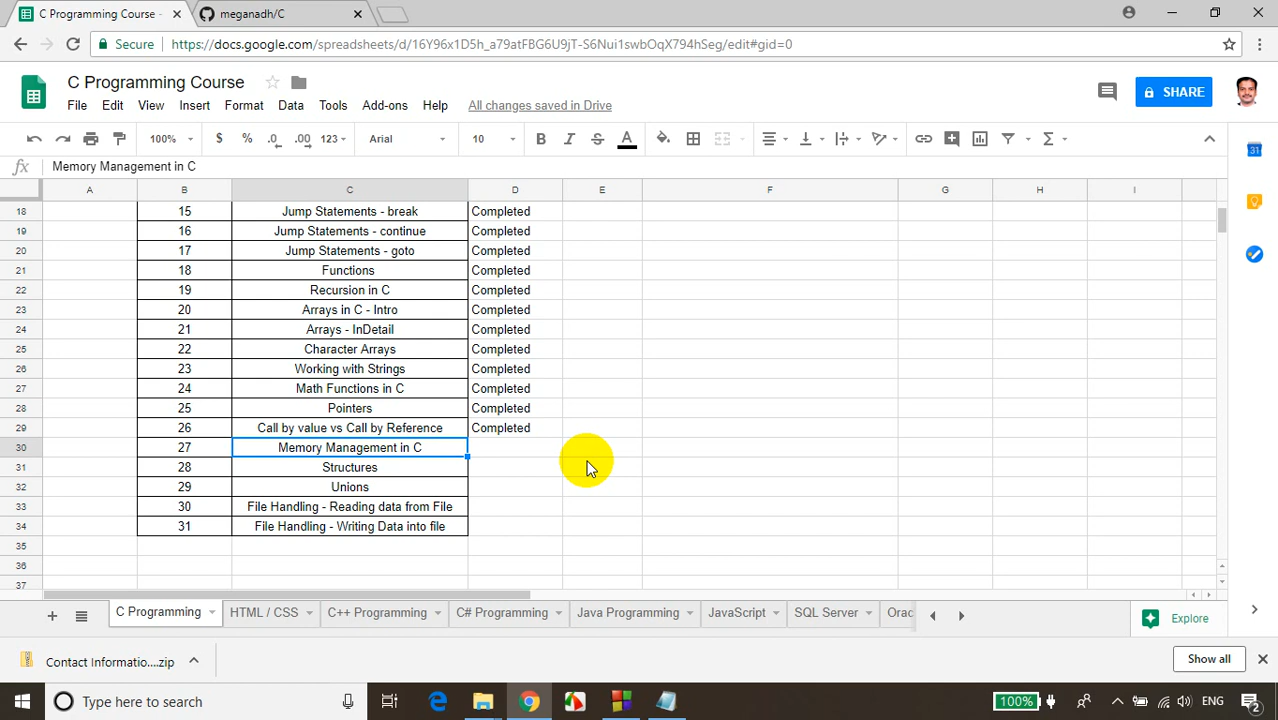 C Programming Course -
meganadh/C
Secure
https://docs.google.com/spreadsheets/d/16Y96x1D5h_a79atFBG6U9jT-S6Nui1swbOqX794hSeg/edit#gid=0
C Programming Course
SHARE
File Edit View Insert Format Data Tools Add-ons Help All changes saved in Drive
100% $ % .0 .00 123 Arial 10 B I S A Σ
31
fx Memory Management in C
A B C D E F G H I
18 15 Jump Statements - break Completed
19 16 Jump Statements - continue Completed
20 17 Jump Statements - goto Completed
21 18 Functions Completed
22 19 Recursion in C Completed
23 20 Arrays in C - Intro Completed
24 21 Arrays - InDetail Completed
25 22 Character Arrays Completed
26 23 Working with Strings Completed
27 24 Math Functions in C Completed
28 25 Pointers Completed
29 26 Call by value vs Call by Reference Completed
30 27 Memory Management in C
31 28 Structures
32 29 Unions
33 30 File Handling - Reading data from File
34 31 File Handling - Writing Data into file
35
36
37
C Programming HTML / CSS C++ Programming C# Programming Java Programming JavaScript SQL Server Orac Explore
Contact Informatio....zip Show all
Type here to search 100% ENG 2